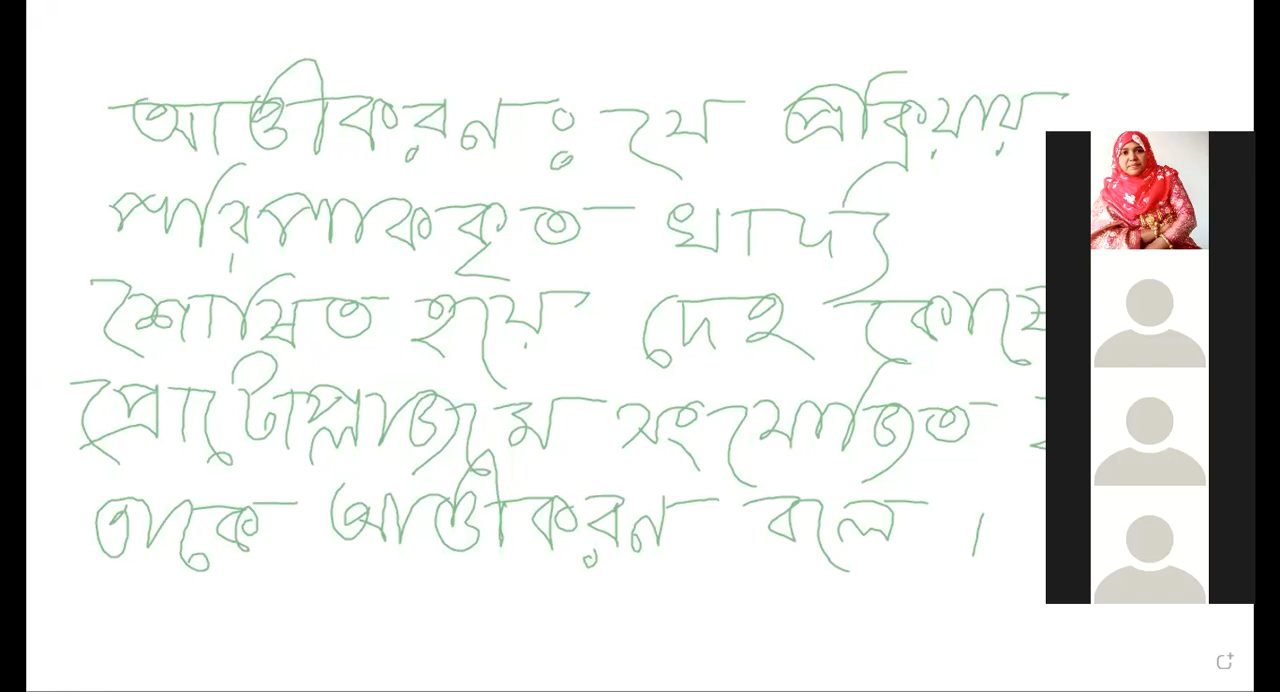 আত্তীকরণঃ যে প্রক্রিয়ায়
পরিপাককৃত খাদ্য
শোষিত হয়ে দেহ কোষে
প্রোটোপ্লাজমে সংযোজিত
তাকে আত্তীকরণ বলে ।